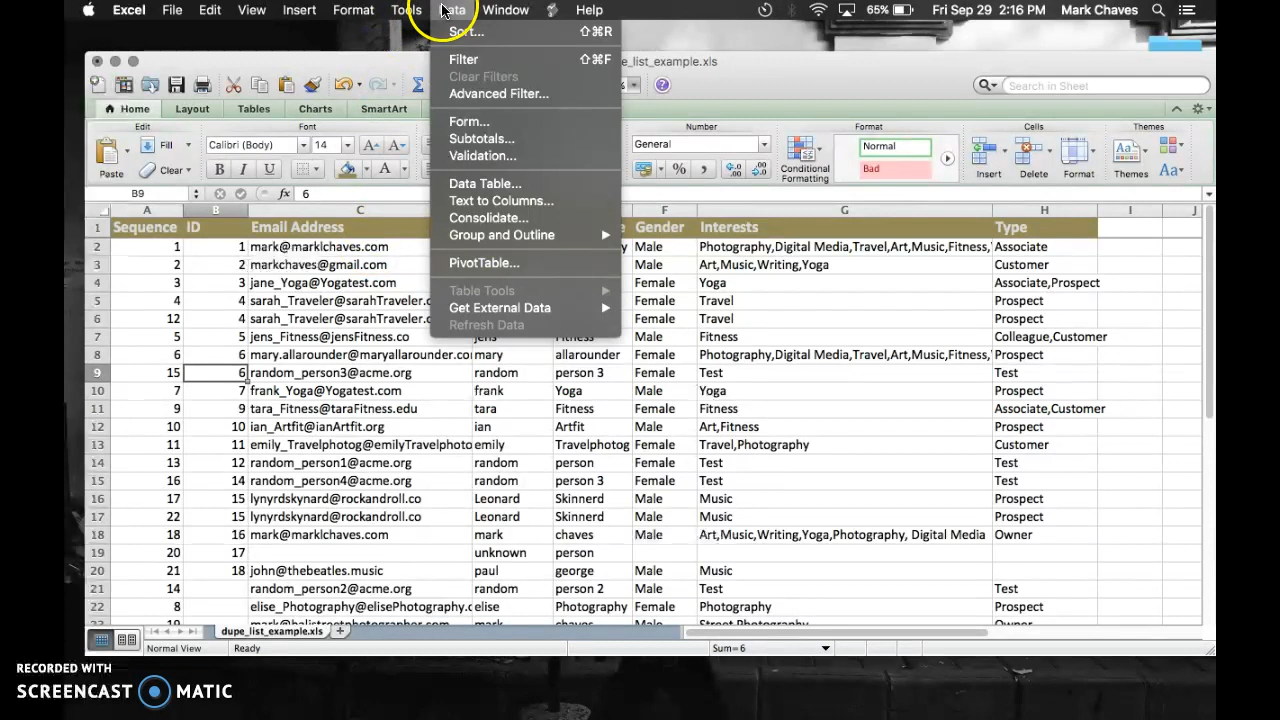 Excel File Edit View Insert Format Tools Data Window Help 65% Fri Sep 29 2:16 PM Mark Chaves
Sort... ⇧⌘R
Filter ⇧⌘F
Clear Filters
Advanced Filter...
Form...
Subtotals...
Validation...
Data Table...
Text to Columns...
Consolidate...
Group and Outline
PivotTable...
Table Tools
Get External Data
Refresh Data
_list_example.xls
Search in Sheet
Home Layout Tables Charts SmartArt
Edit Font Number Format Cells Themes
Paste Fill Clear Calibri (Body) 14 B I U General Conditional Formatting Normal Bad Insert Delete Format Themes Aa
B9 fx 6
A B C F G H I J
1 Sequence ID Email Address Gender Interests Type
2 1 1 mark@marklchaves.com Male Photography,Digital Media,Travel,Art,Music,Fitness, Associate
3 2 2 markchaves@gmail.com Male Art,Music,Writing,Yoga Customer
4 3 3 jane_Yoga@Yogatest.com Female Yoga Associate,Prospect
5 4 4 sarah_Traveler@sarahTraveler.c Female Travel Prospect
6 12 4 sarah_Traveler@sarahTraveler.c Female Travel Prospect
7 5 5 jens_Fitness@jensFitness.co jens Fitness Male Fitness Colleague,Customer
8 6 6 mary.allarounder@maryallarounder.co mary allarounder Male Photography,Digital Media,Travel,Art,Music,Fitness, Prospect
9 15 6 random_person3@acme.org random person 3 Female Test Test
10 7 7 frank_Yoga@Yogatest.com frank Yoga Male Yoga Prospect
11 9 9 tara_Fitness@taraFitness.edu tara Fitness Female Fitness Associate,Customer
12 10 10 ian_Artfit@ianArtfit.org ian Artfit Male Art,Fitness Prospect
13 11 11 emily_Travelphotog@emilyTravelphoto emily Travelphotog Female Travel,Photography Customer
14 13 12 random_person1@acme.org random person Female Test Test
15 16 14 random_person4@acme.org random person 3 Female Test Test
16 17 15 lynyrdskynard@rockandroll.co Leonard Skinnerd Male Music Prospect
17 22 15 lynyrdskynard@rockandroll.co Leonard Skinnerd Male Music Prospect
18 18 16 mark@marklchaves.com mark chaves Male Art,Music,Writing,Yoga,Photography, Digital Media Owner
19 20 17 unknown person
20 21 18 john@thebeatles.music paul george Male Music
21 14 random_person2@acme.org random person 2 Male Test Test
22 8 elise_Photography@elisePhotography.c elise Photography Female Photography Prospect
23 19 mark@balistreetphotographer.com mark chaves Male Street Photography Owner
dupe_list_example.xls
Normal View Ready Sum=6
RECORDED WITH
SCREENCAST MATIC